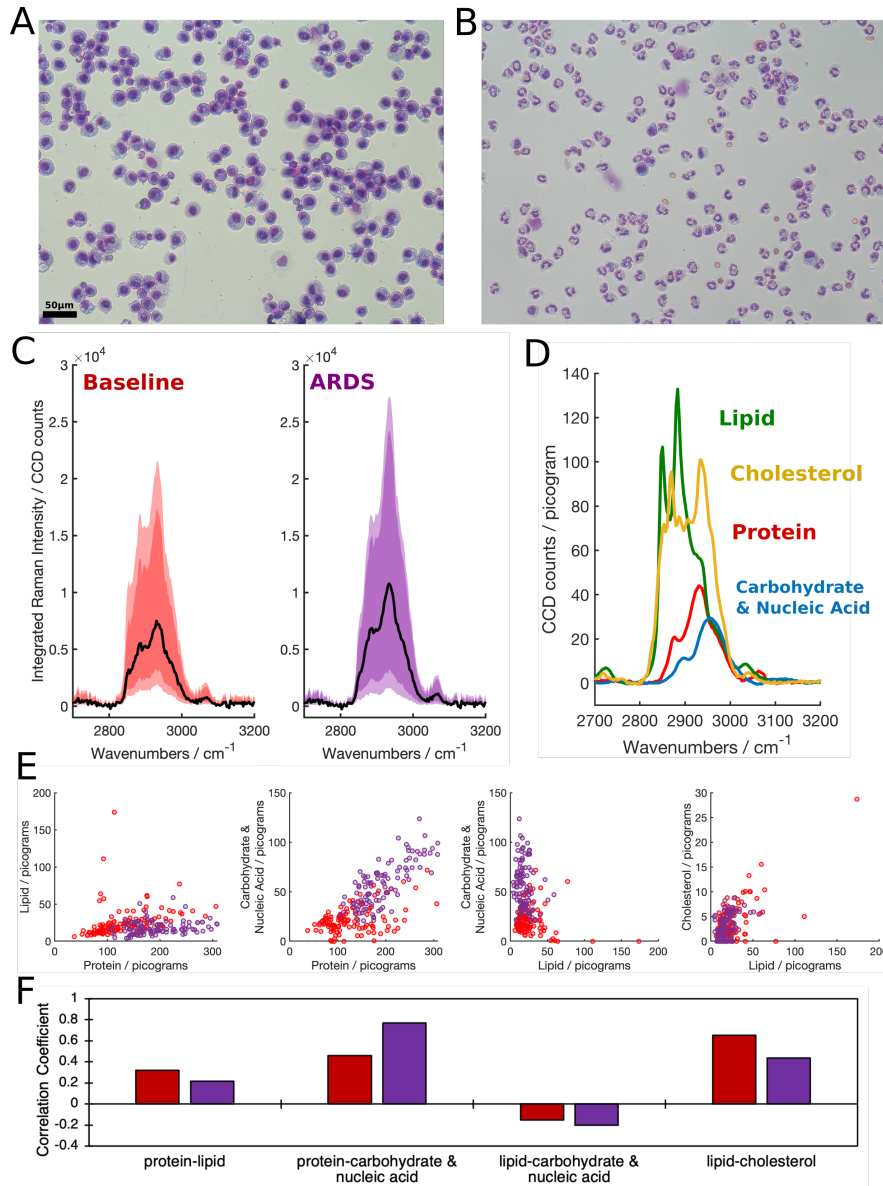 A
B
50μm
C
×10⁴
3
2.5
2
1.5
1
0.5
0
Baseline
Integrated Raman Intensity / CCD counts
2800
3000
3200
Wavenumbers / cm⁻¹
×10⁴
3
2.5
2
1.5
1
0.5
0
ARDS
2800
3000
3200
Wavenumbers / cm⁻¹
D
140
120
100
80
60
40
20
0
CCD counts / picogram
Lipid
Cholesterol
Protein
Carbohydrate
& Nucleic Acid
2700
2800
2900
3000
3100
3200
Wavenumbers / cm⁻¹
E
200
150
100
50
0
Lipid / picograms
0
100
200
300
Protein / picograms
150
100
50
0
Carbohydrate &
Nucleic Acid / picograms
0
100
200
300
Protein / picograms
150
100
50
0
Carbohydrate &
Nucleic Acid / picograms
0
50
100
150
200
Lipid / picograms
30
25
20
15
10
5
0
Cholesterol / picograms
0
50
100
150
200
Lipid / picograms
F
1
0.8
0.6
0.4
0.2
0
-0.2
-0.4
Correlation Coefficient
protein-lipid
protein-carbohydrate &
nucleic acid
lipid-carbohydrate &
nucleic acid
lipid-cholesterol